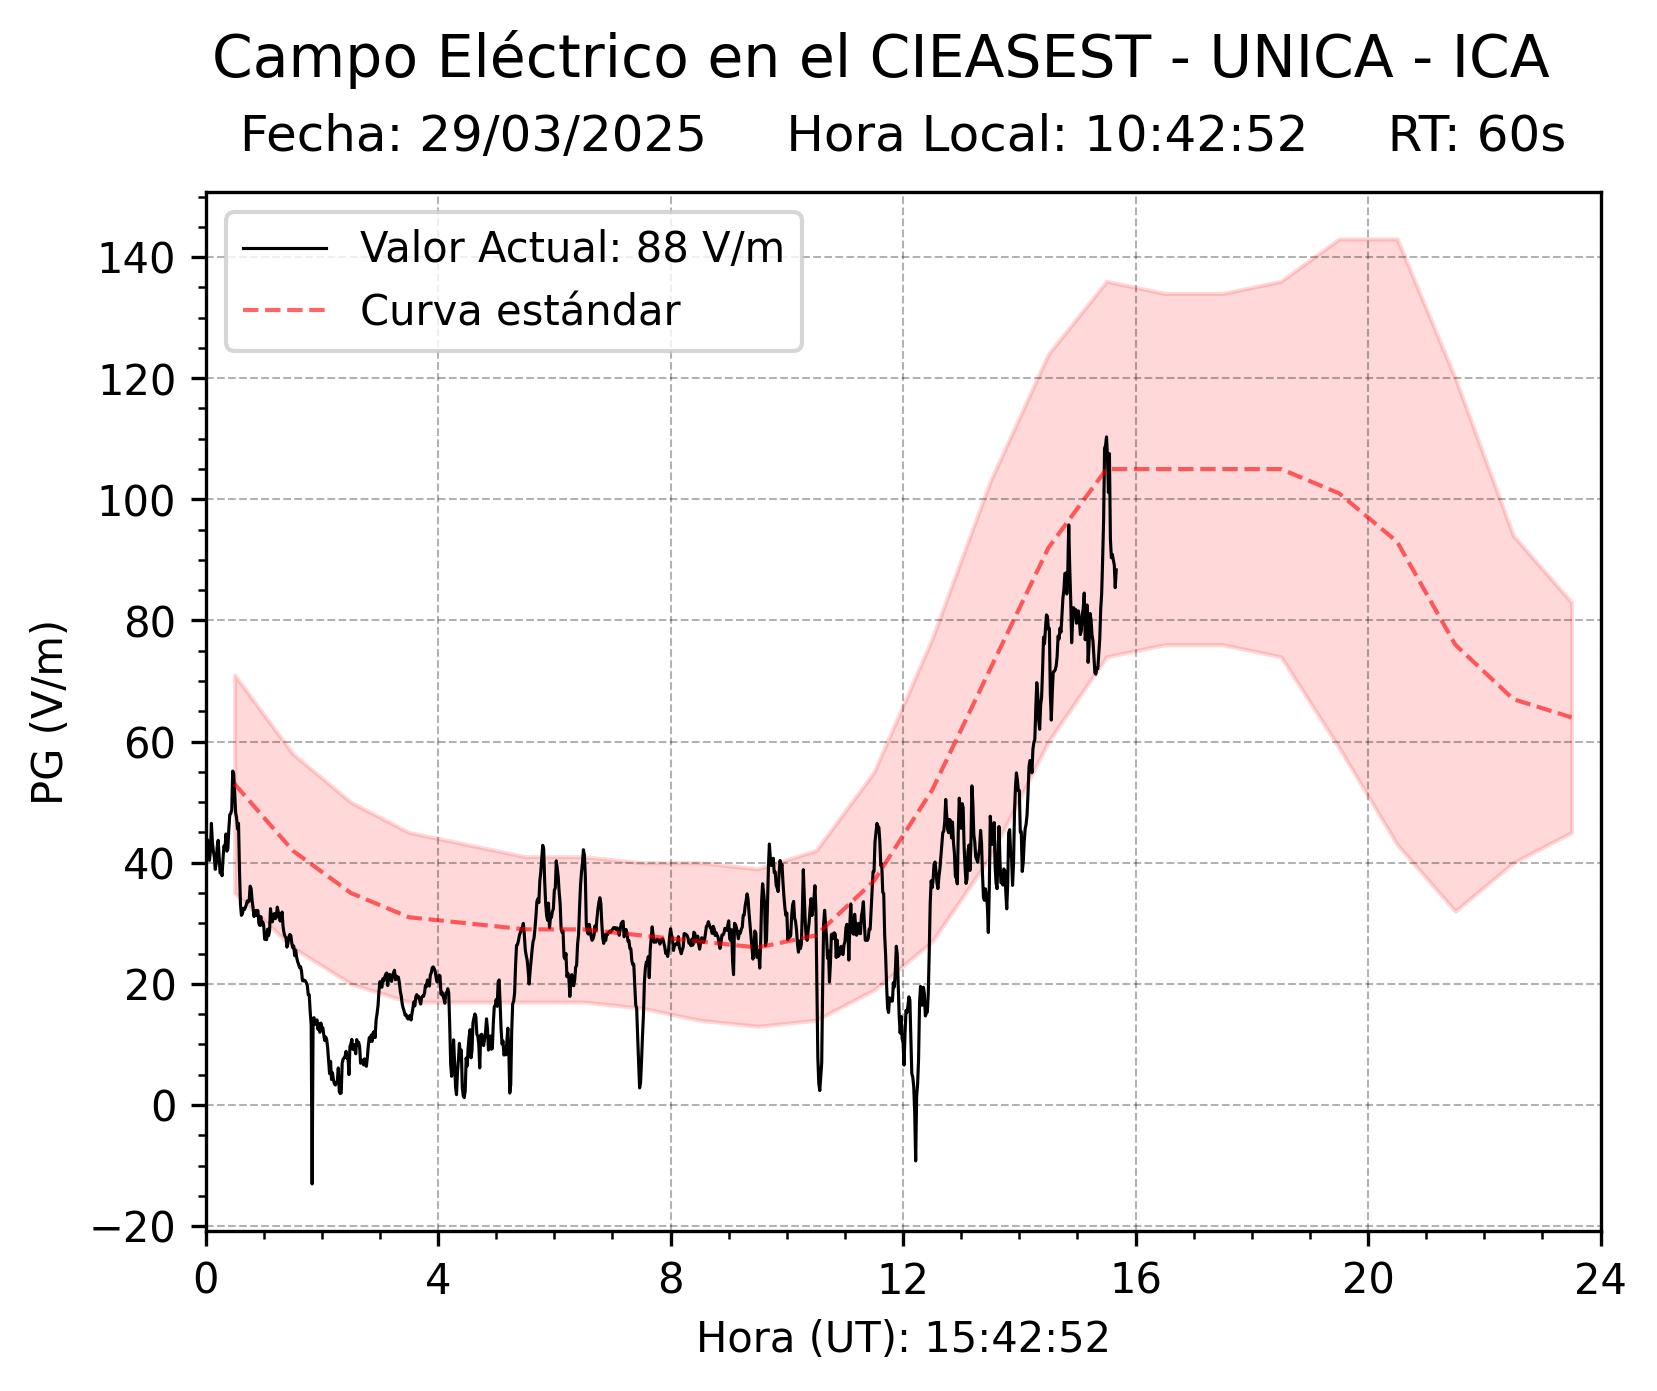 Campo Eléctrico en el CIEASEST - UNICA - ICA
Fecha: 29/03/2025 Hora Local: 10:42:52 RT: 60s
Valor Actual: 88 V/m
Curva estándar
PG (V/m)
140
120
100
80
60
40
20
0
−20
0 4 8 12 16 20 24
Hora (UT): 15:42:52